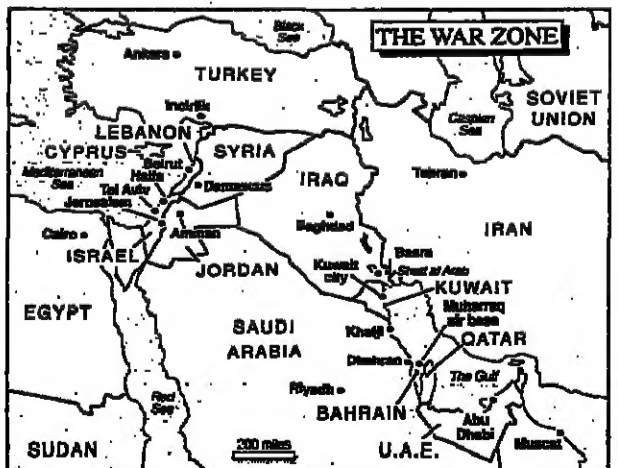 THE WAR ZONE
Black
Sea
Ankara
TURKEY
Caspian
Sea
SOVIET
UNION
Incirlik
LEBANON
CYPRUS
SYRIA
Mediterranean
Sea
Beirut
Haifa
Tel Aviv
Jerusalem
Damascus
IRAQ
Teheran
Baghdad
IRAN
Cairo
Amman
ISRAEL
JORDAN
Basra
Shatt al Arab
Kuwait
city
KUWAIT
EGYPT
Muharraq
air base
SAUDI
ARABIA
Khafji
QATAR
Dhahran
The Gulf
Riyadh
Red
Sea
BAHRAIN
Abu
Dhabi
Muscat
SUDAN
200 miles
U.A.E.